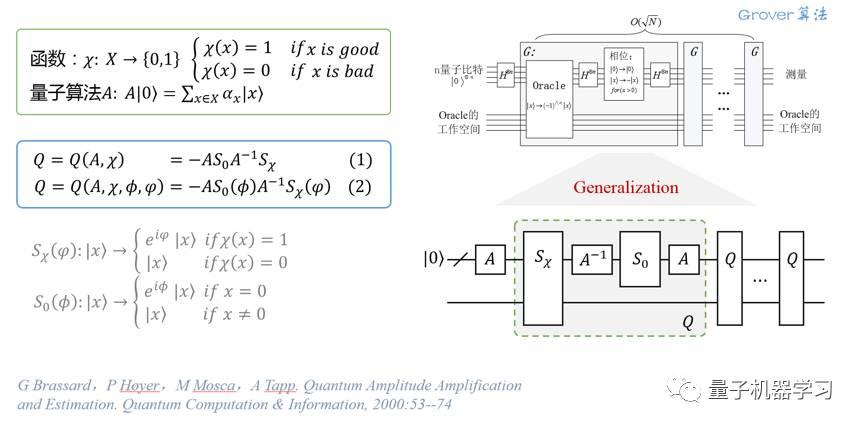 Grover算法
函数：χ: X → {0,1} { χ(x) = 1 if x is good
χ(x) = 0 if x is bad
量子算法A: A|0⟩ = ∑x∈X αx|x⟩
Q = Q(A, χ) = −AS₀A⁻¹Sχ (1)
Q = Q(A, χ, ϕ, φ) = −AS₀(ϕ)A⁻¹Sχ(φ) (2)
Sχ(φ): |x⟩ → { e^{iφ} |x⟩ if χ(x) = 1
|x⟩ if χ(x) = 0
S₀(ϕ): |x⟩ → { e^{iϕ} |x⟩ if x = 0
|x⟩ if x ≠ 0
O(√N)
n量子比特
|0⟩^{⊗n}
H^{⊗n}
G:
Oracle
|x⟩→(−1)^{f(x)}|x⟩
H^{⊗n}
相位:
|0⟩→|0⟩
|x⟩→−|x⟩
for(x>0)
H^{⊗n}
G
...
...
G
测量
Oracle的
工作空间
Oracle的
工作空间
Generalization
|0⟩ A Sχ A⁻¹ S₀ A Q ... Q
Q
G Brassard，P Høyer，M Mosca，A Tapp. Quantum Amplitude Amplification
and Estimation. Quantum Computation & Information, 2000:53--74
量子机器学习